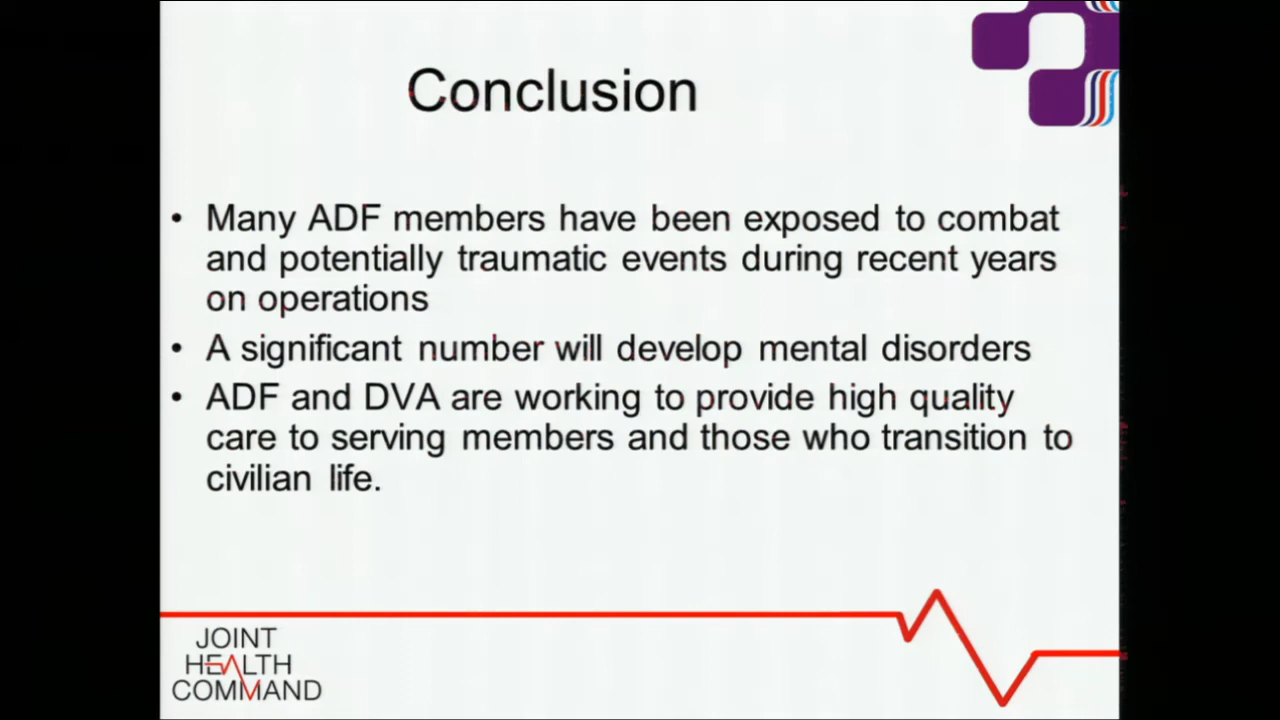 Conclusion
• Many ADF members have been exposed to combat
and potentially traumatic events during recent years
on operations
• A significant number will develop mental disorders
• ADF and DVA are working to provide high quality
care to serving members and those who transition to
civilian life.
JOINT
HEALTH
COMMAND